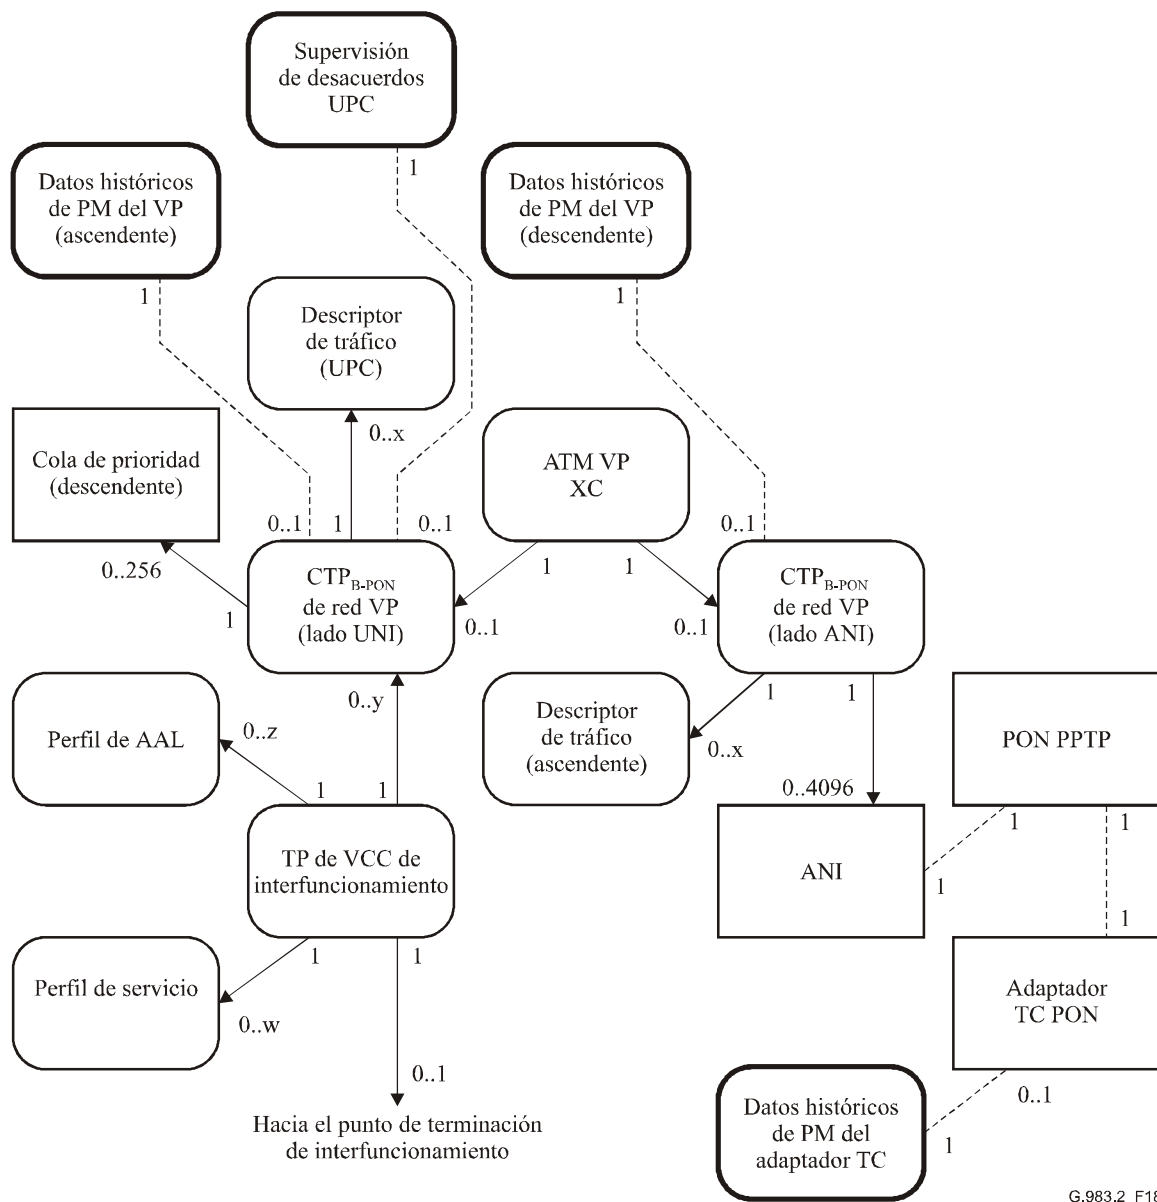 Supervisión
de desacuerdos
UPC
1
Datos históricos
de PM del VP
(ascendente)
1
Datos históricos
de PM del VP
(descendente)
1
Descriptor
de tráfico
(UPC)
0..x
Cola de prioridad
(descendente)
ATM VP
XC
0..1
1
0..1
0..1
0..256
1
1
1
CTP B-PON
de red VP
(lado UNI)
0..1
0..1
CTP B-PON
de red VP
(lado ANI)
0..y
1
1
Perfil de AAL
0..z
Descriptor
de tráfico
(ascendente)
0..x
PON PPTP
1
1
0..4096
1
1
TP de VCC de
interfuncionamiento
ANI
1
1
1
1
Perfil de servicio
0..w
Adaptador
TC PON
0..1
0..1
Hacia el punto de terminación
de interfuncionamiento
Datos históricos
de PM del
adaptador TC
1
G.983.2_F18